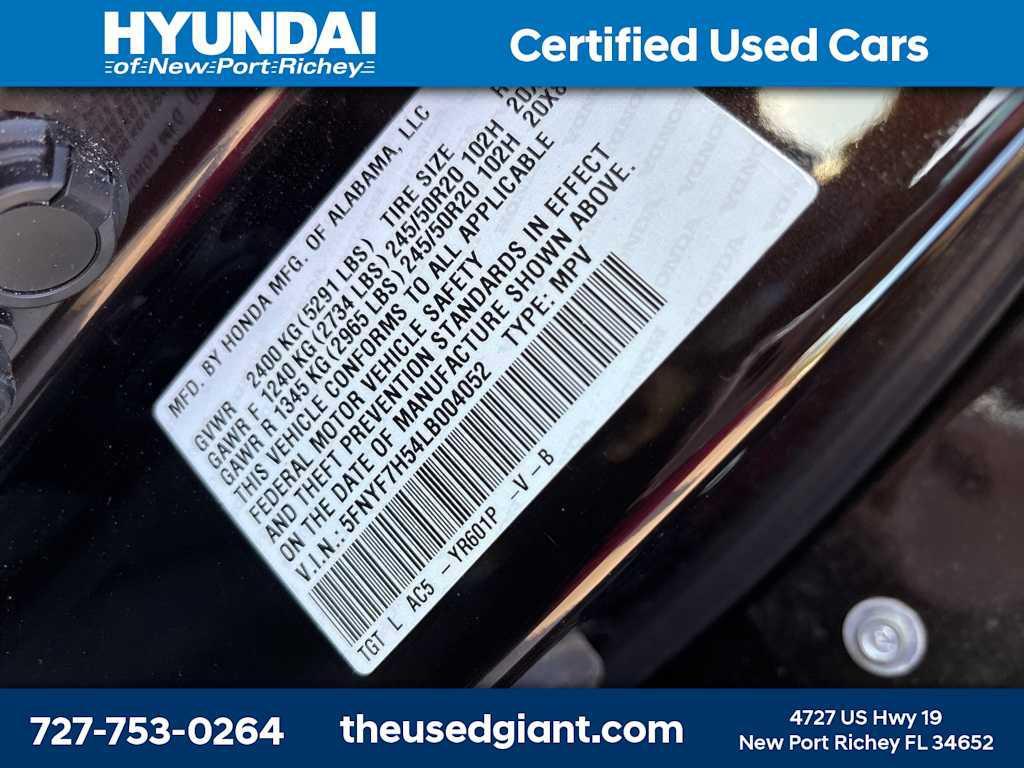 HYUNDAI
of New Port Richey
Certified Used Cars
MFD. BY HONDA MFG. OF ALABAMA, LLC
GVWR 2400 KG (5291 LBS) TIRE SIZE
GAWR F 1240 KG (2734 LBS) 245/50R20 102H
GAWR R 1345 KG (2965 LBS) 245/50R20 102H 20X8
THIS VEHICLE CONFORMS TO ALL APPLICABLE
FEDERAL MOTOR VEHICLE SAFETY
AND THEFT PREVENTION STANDARDS IN EFFECT
ON THE DATE OF MANUFACTURE SHOWN ABOVE.
V.I.N.: 5FNYF7H54LB004052 TYPE: MPV
TGT L AC5 -YR601P -V -B
HONDA
727-753-0264
theusedgiant.com
4727 US Hwy 19
New Port Richey FL 34652